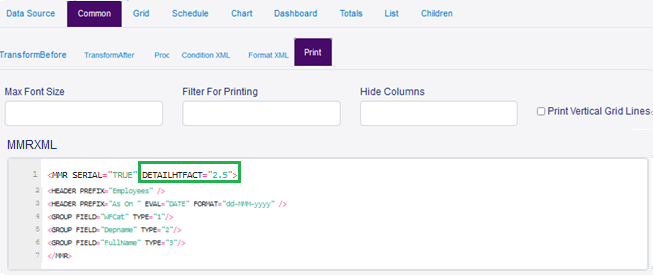 Data Source Common Grid Schedule Chart Dashboard Totals List Children
TransformBefore TransformAfter Proc Condition XML Format XML Print
Max Font Size Filter For Printing Hide Columns
Print Vertical Grid Lines
MMRXML
1 <MMR SERIAL="TRUE" DETAILHTFACT="2.5">
2 <HEADER PREFIX="Employees" />
3 <HEADER PREFIX="As On " EVAL="DATE" FORMAT="dd-MMM-yyyy" />
4 <GROUP FIELD="WFCat" TYPE="1"/>
5 <GROUP FIELD="Depname" TYPE="2"/>
6 <GROUP FIELD="FullName" TYPE="3"/>
7 </MMR>